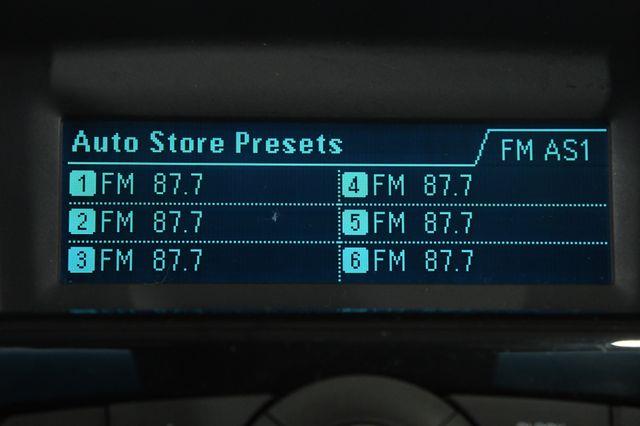 Auto Store Presets FM AS1
1 FM 87.7 4 FM 87.7
2 FM 87.7 5 FM 87.7
3 FM 87.7 6 FM 87.7